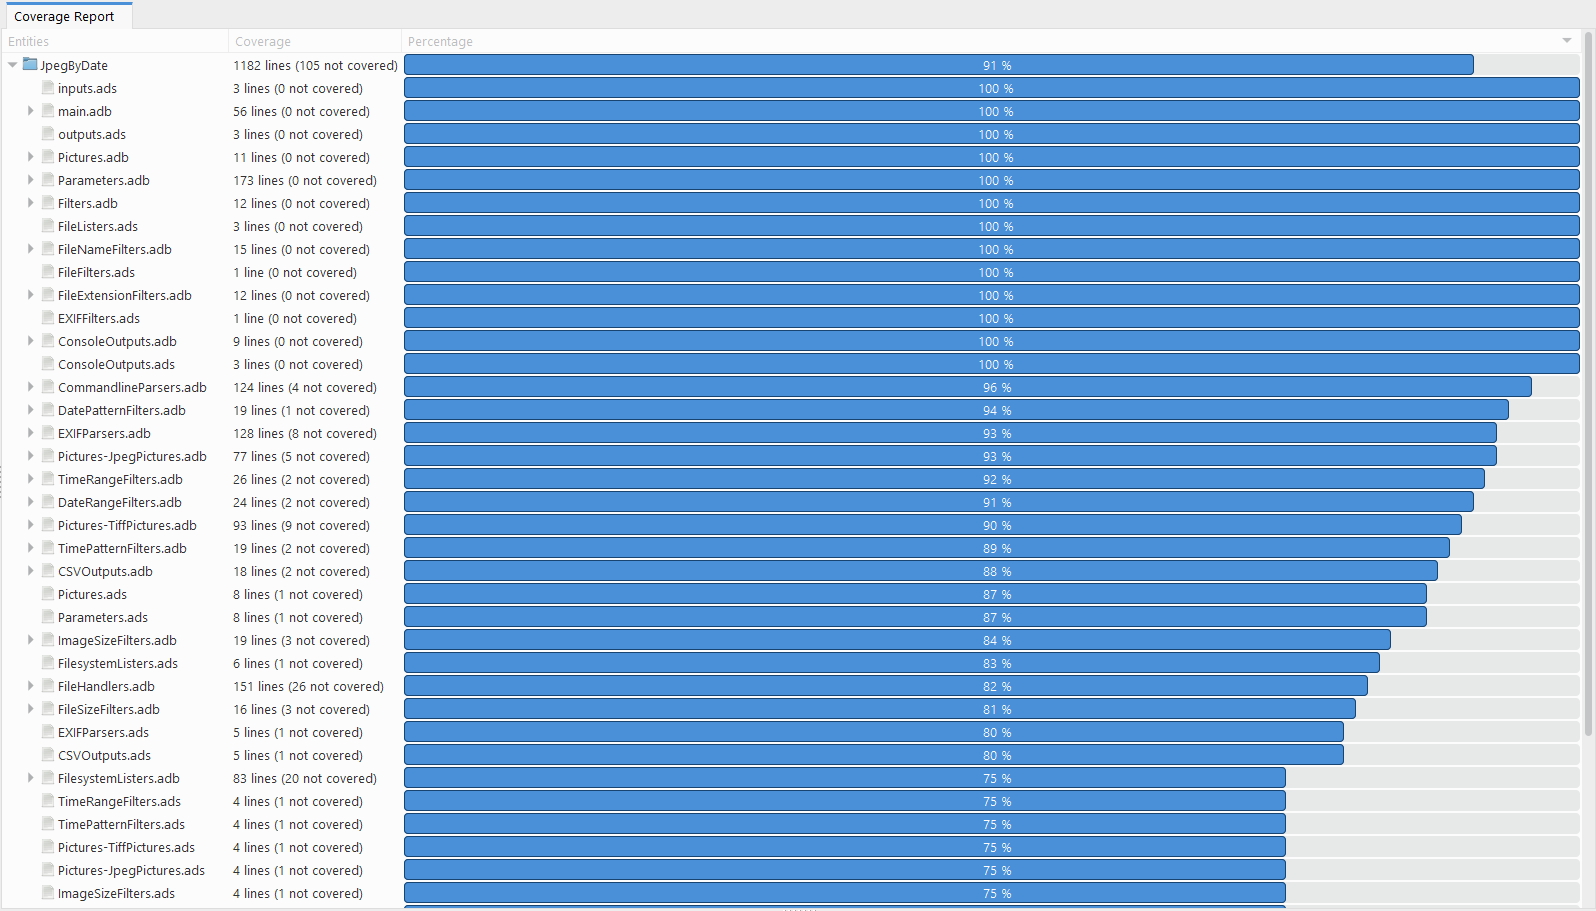 Coverage Report
Entities Coverage Percentage
JpegByDate 1182 lines (105 not covered) 91 %
inputs.ads 3 lines (0 not covered) 100 %
main.adb 56 lines (0 not covered) 100 %
outputs.ads 3 lines (0 not covered) 100 %
Pictures.adb 11 lines (0 not covered) 100 %
Parameters.adb 173 lines (0 not covered) 100 %
Filters.adb 12 lines (0 not covered) 100 %
FileListers.ads 3 lines (0 not covered) 100 %
FileNameFilters.adb 15 lines (0 not covered) 100 %
FileFilters.ads 1 line (0 not covered) 100 %
FileExtensionFilters.adb 12 lines (0 not covered) 100 %
EXIFFilters.ads 1 line (0 not covered) 100 %
ConsoleOutputs.adb 9 lines (0 not covered) 100 %
ConsoleOutputs.ads 3 lines (0 not covered) 100 %
CommandlineParsers.adb 124 lines (4 not covered) 96 %
DatePatternFilters.adb 19 lines (1 not covered) 94 %
EXIFParsers.adb 128 lines (8 not covered) 93 %
Pictures-JpegPictures.adb 77 lines (5 not covered) 93 %
TimeRangeFilters.adb 26 lines (2 not covered) 92 %
DateRangeFilters.adb 24 lines (2 not covered) 91 %
Pictures-TiffPictures.adb 93 lines (9 not covered) 90 %
TimePatternFilters.adb 19 lines (2 not covered) 89 %
CSVOutputs.adb 18 lines (2 not covered) 88 %
Pictures.ads 8 lines (1 not covered) 87 %
Parameters.ads 8 lines (1 not covered) 87 %
ImageSizeFilters.adb 19 lines (3 not covered) 84 %
FilesystemListers.ads 6 lines (1 not covered) 83 %
FileHandlers.adb 151 lines (26 not covered) 82 %
FileSizeFilters.adb 16 lines (3 not covered) 81 %
EXIFParsers.ads 5 lines (1 not covered) 80 %
CSVOutputs.ads 5 lines (1 not covered) 80 %
FilesystemListers.adb 83 lines (20 not covered) 75 %
TimeRangeFilters.ads 4 lines (1 not covered) 75 %
TimePatternFilters.ads 4 lines (1 not covered) 75 %
Pictures-TiffPictures.ads 4 lines (1 not covered) 75 %
Pictures-JpegPictures.ads 4 lines (1 not covered) 75 %
ImageSizeFilters.ads 4 lines (1 not covered) 75 %